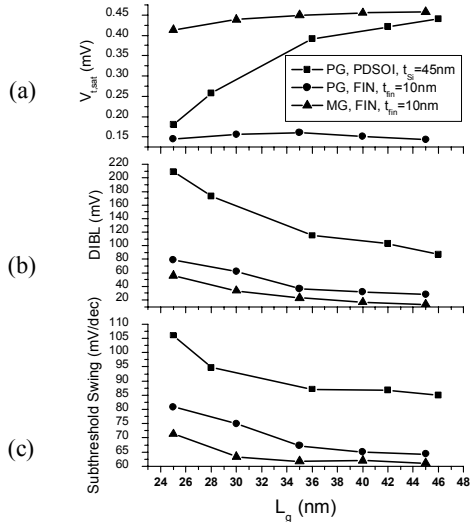 (a)
V_t,sat (mV)
0.45
0.40
0.35
0.30
0.25
0.20
0.15
PG, PDSOI, t_Si=45nm
PG, FIN, t_fin=10nm
MG, FIN, t_fin=10nm
(b)
DIBL (mV)
220
200
180
160
140
120
100
80
60
40
20
(c)
Subthreshold Swing (mV/dec)
105
100
95
90
85
80
75
70
65
60
24 26 28 30 32 34 36 38 40 42 44 46 48
L_g (nm)